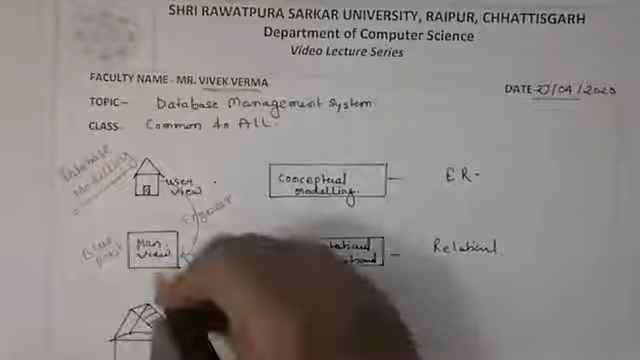 SHRI RAWATPURA SARKAR UNIVERSITY, RAIPUR, CHHATTISGARH
Department of Computer Science
Video Lecture Series
FACULTY NAME - MR. VIVEK VERMA
DATE- /04/2020
TOPIC- Database Management System
CLASS- Common to ALL.
Database Modelling
user view
Conceptual modelling.
ER-
Engineer
Man. view
Relational